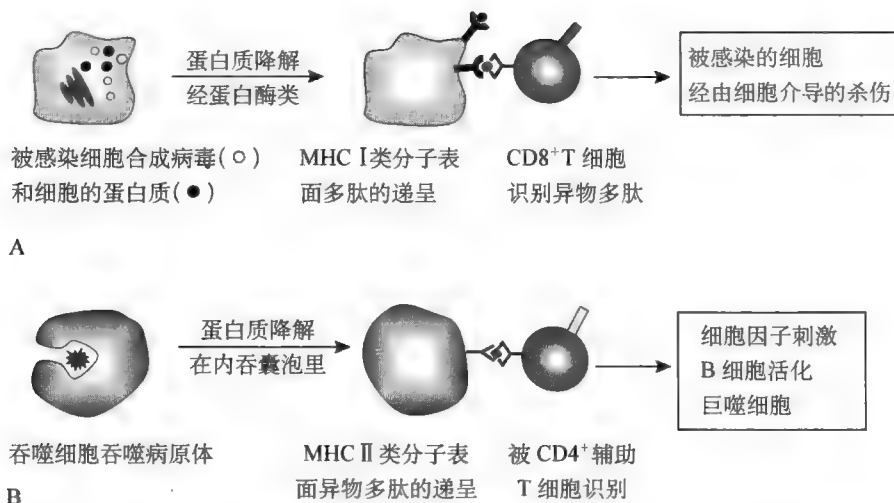 蛋白质降解
经蛋白酶类
被感染的细胞
经由细胞介导的杀伤
被感染细胞合成病毒(○)
和细胞的蛋白质(●)
MHC Ⅰ类分子表
面多肽的递呈
CD8⁺T 细胞
识别异物多肽
A
蛋白质降解
在内吞囊泡里
细胞因子刺激
B 细胞活化
巨噬细胞
吞噬细胞吞噬病原体
MHC Ⅱ类分子表
面异物多肽的递呈
被 CD4⁺辅助
T 细胞识别
B